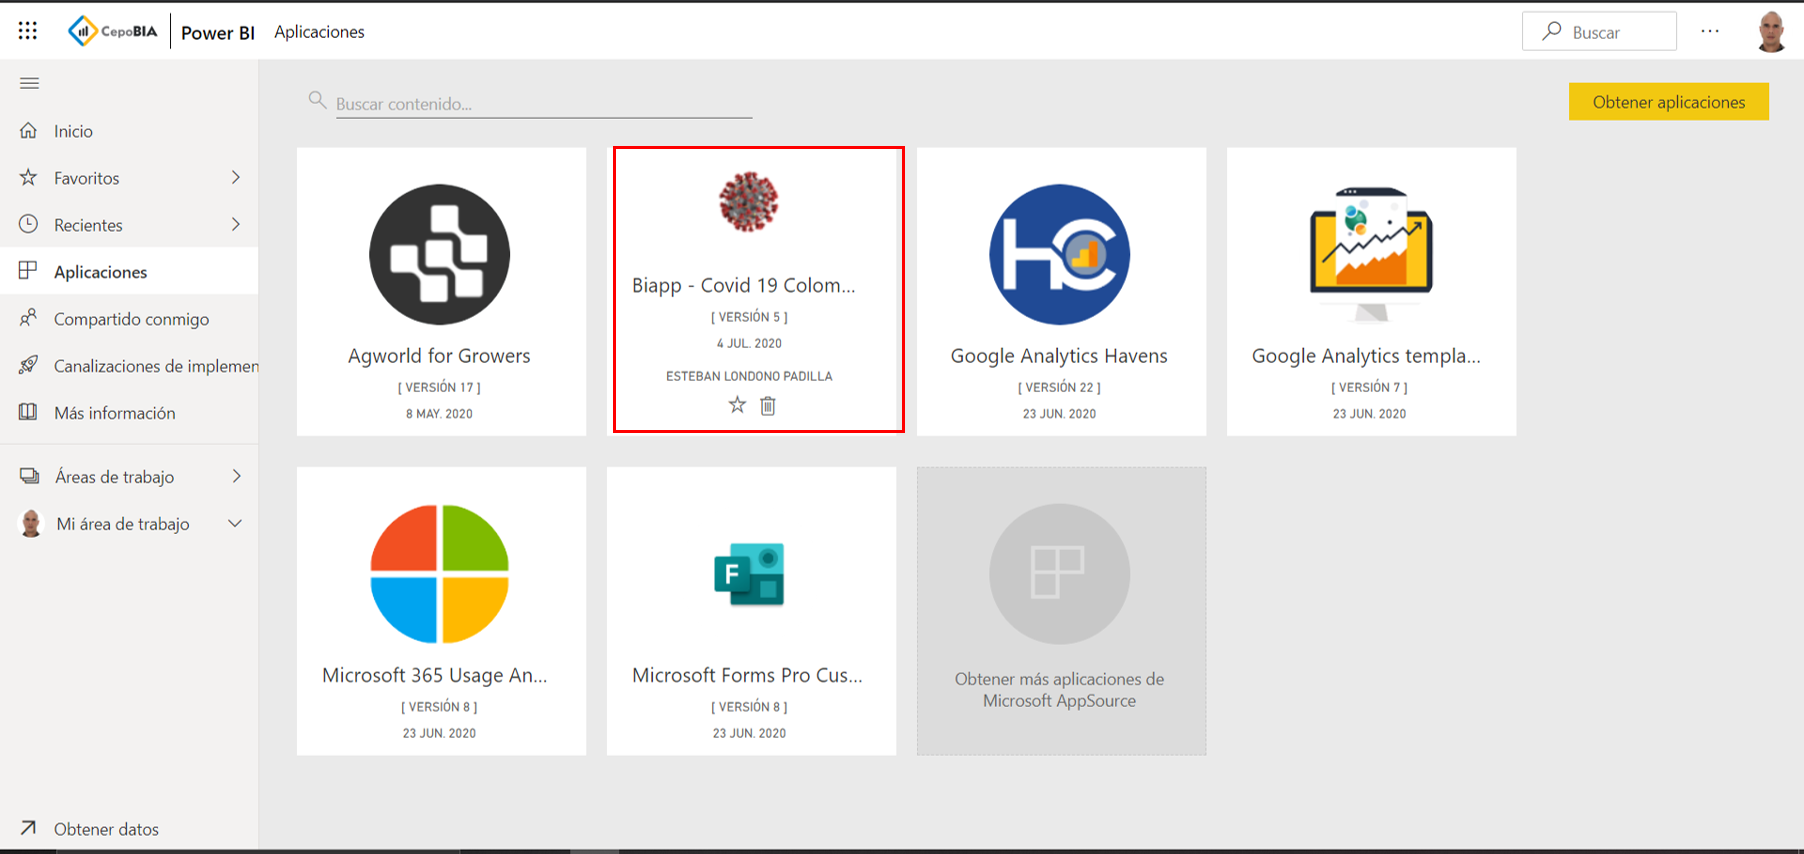 CepoBIA
Power BI
Aplicaciones
Buscar
Inicio
Favoritos
Recientes
Aplicaciones
Compartido conmigo
Canalizaciones de implemen
Más información
Áreas de trabajo
Mi área de trabajo
Obtener datos
Buscar contenido...
Obtener aplicaciones
Agworld for Growers
[ VERSIÓN 17 ]
8 MAY. 2020
Biapp - Covid 19 Colom...
[ VERSIÓN 5 ]
4 JUL. 2020
ESTEBAN LONDONO PADILLA
HC
Google Analytics Havens
[ VERSIÓN 22 ]
23 JUN. 2020
Google Analytics templa...
[ VERSIÓN 7 ]
23 JUN. 2020
Microsoft 365 Usage An...
[ VERSIÓN 8 ]
23 JUN. 2020
F
Microsoft Forms Pro Cus...
[ VERSIÓN 8 ]
23 JUN. 2020
Obtener más aplicaciones de
Microsoft AppSource